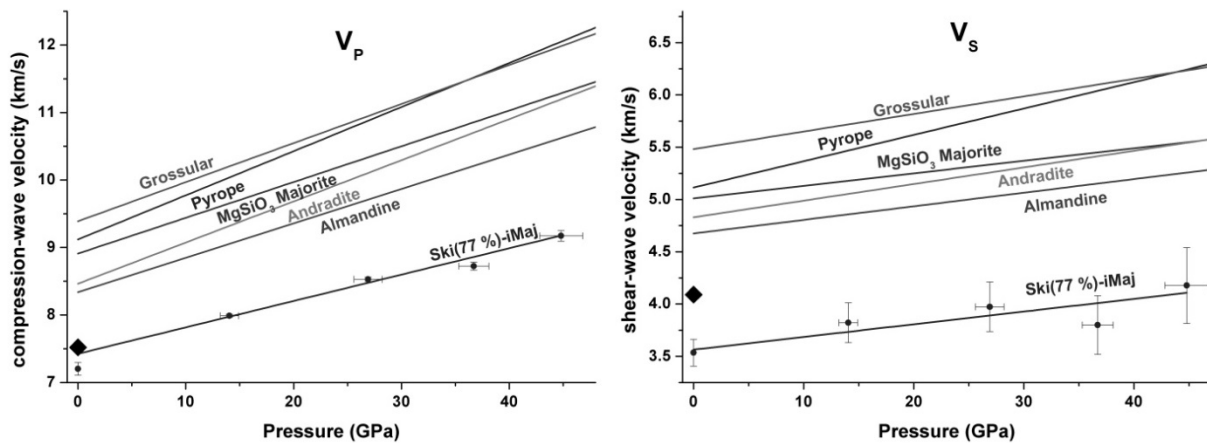 V_P
compression-wave velocity (km/s)
12
11
10
9
8
7
Grossular
Pyrope
MgSiO₃ Majorite
Andradite
Almandine
Ski(77 %)-iMaj
0
10
20
30
40
Pressure (GPa)
V_S
shear-wave velocity (km/s)
6.5
6.0
5.5
5.0
4.5
4.0
3.5
Grossular
Pyrope
MgSiO₃ Majorite
Andradite
Almandine
Ski(77 %)-iMaj
0
10
20
30
40
Pressure (GPa)